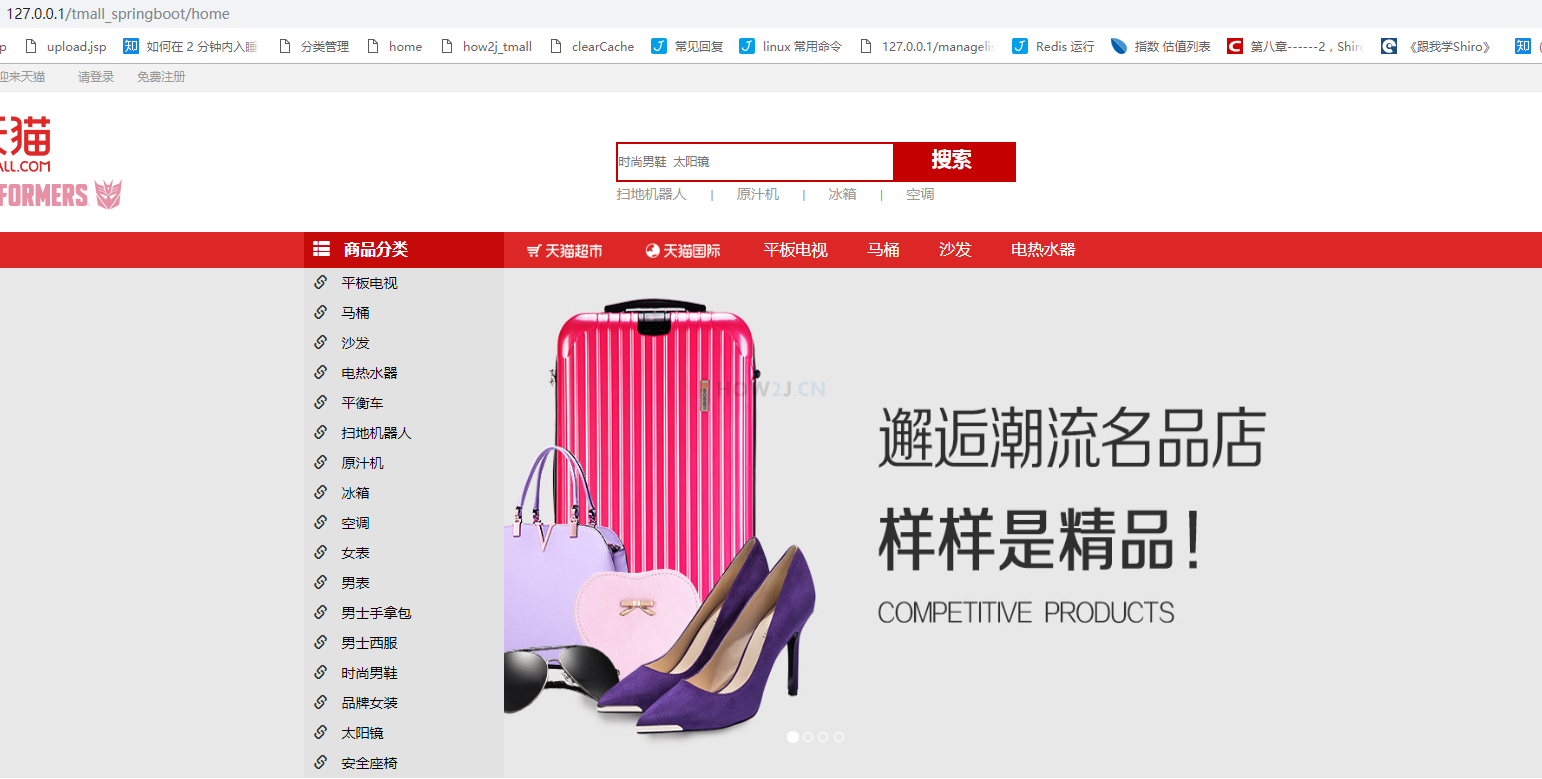 127.0.0.1/tmall_springboot/home
p upload.jsp 如何在 2 分钟内入睡 分类管理 home how2j_tmall clearCache 常见回复 linux 常用命令 127.0.0.1/managelis Redis 运行 指数 估值列表 第八章------2，Shiro 《跟我学Shiro》 知
迎来天猫 请登录 免费注册
天猫
ALL.COM
FORMERS
时尚男鞋 太阳镜 搜索
扫地机器人 | 原汁机 | 冰箱 | 空调
商品分类 天猫超市 天猫国际 平板电视 马桶 沙发 电热水器
平板电视
马桶
沙发
电热水器
平衡车
扫地机器人
原汁机
冰箱
空调
女表
男表
男士手拿包
男士西服
时尚男鞋
品牌女装
太阳镜
安全座椅
HOW2J.CN
邂逅潮流名品店
样样是精品！
COMPETITIVE PRODUCTS